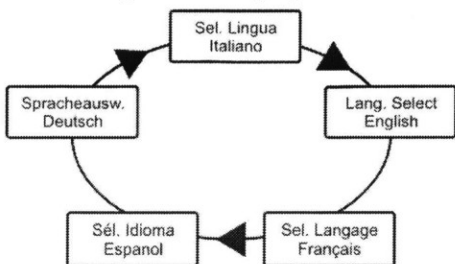 Sel. Lingua
Italiano
Spracheausw.
Deutsch
Lang. Select
English
Sél. Idioma
Espanol
Sel. Langage
Français